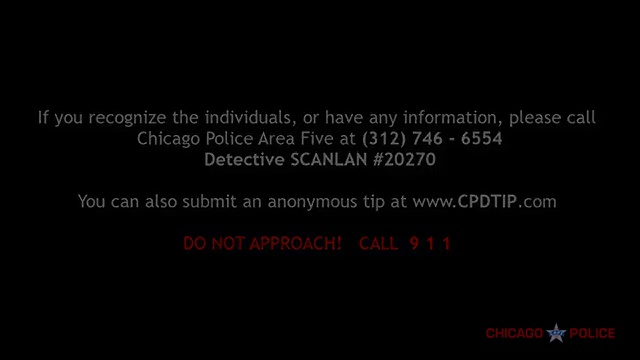 If you recognize the individuals, or have any information, please call
Chicago Police Area Five at (312) 746 - 6554
Detective SCANLAN #20270
You can also submit an anonymous tip at www.CPDTIP.com
DO NOT APPROACH! CALL 9 1 1
CHICAGO POLICE